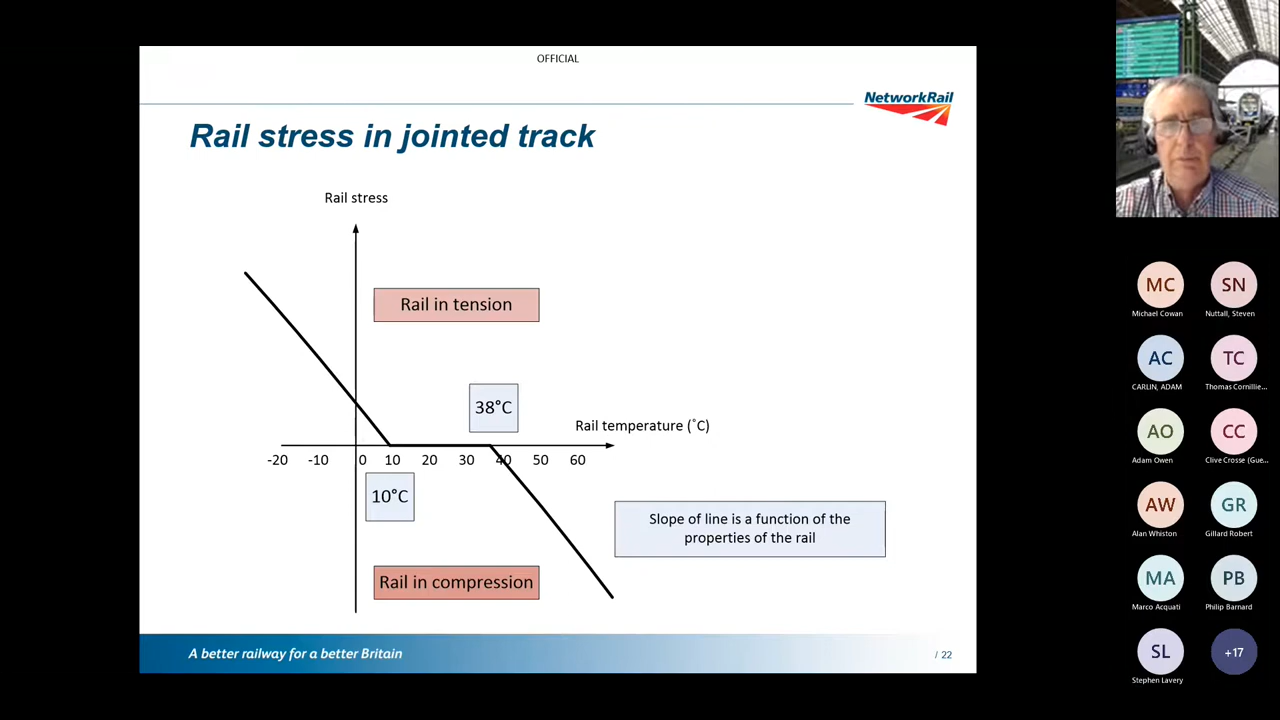 OFFICIAL
NetworkRail
Rail stress in jointed track
Rail stress
Rail in tension
38°C
Rail temperature (˚C)
-20 -10 0 10 20 30 40 50 60
10°C
Slope of line is a function of the
properties of the rail
Rail in compression
A better railway for a better Britain
/ 22
MC
Michael Cowan
SN
Nuttall, Steven
AC
CARLIN, ADAM
TC
Thomas Cornillie...
AO
Adam Owen
CC
Clive Crosse (Gue...
AW
Alan Whiston
GR
Gillard Robert
MA
Marco Acquati
PB
Philip Barnard
SL
Stephen Lavery
+17